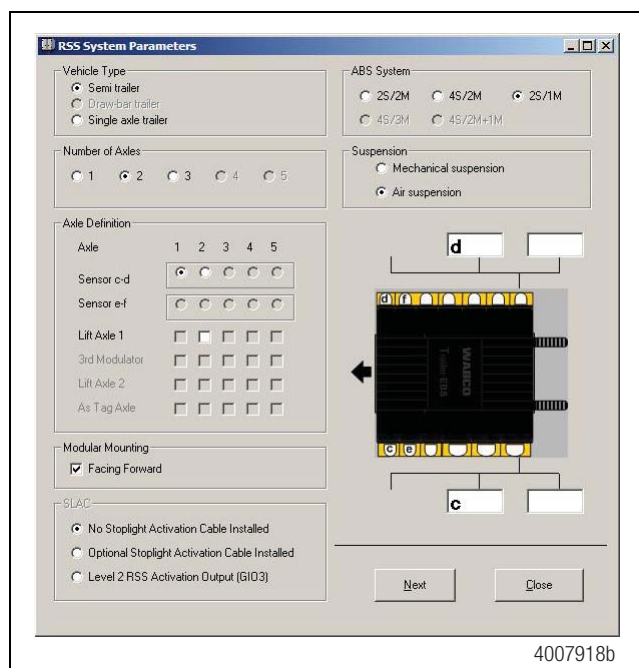 RSS System Parameters
Vehicle Type
Semi trailer
Draw-bar trailer
Single axle trailer
ABS System
2S/2M 4S/2M 2S/1M
4S/3M 4S/2M+1M
Number of Axles
1 2 3 4 5
Suspension
Mechanical suspension
Air suspension
Axle Definition
Axle 1 2 3 4 5
Sensor c-d
Sensor e-f
Lift Axle 1
3rd Modulator
Lift Axle 2
As Tag Axle
d
d f
WABCO
Trailer EBS
c e
c
Modular Mounting
Facing Forward
SLAC
No Stoplight Activation Cable Installed
Optional Stoplight Activation Cable Installed
Level 2 RSS Activation Output (GIO3)
Next Close
4007918b